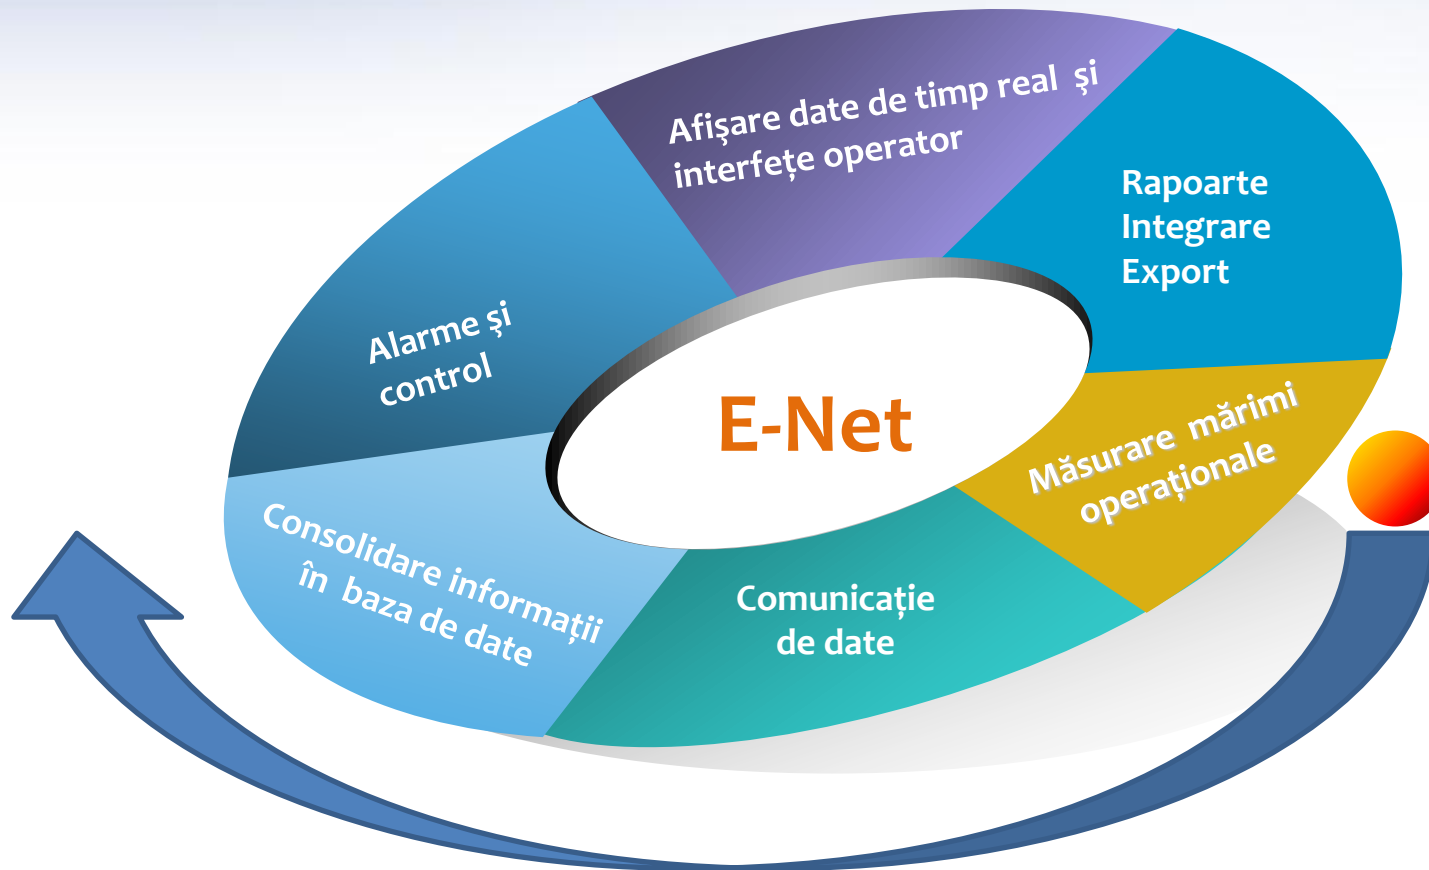 Afişare date de timp real şi
interfețe operator
Rapoarte
Integrare
Export
Alarme şi
control
E-Net
Măsurare mărimi
operaționale
Consolidare informații
în baza de date
Comunicație
de date